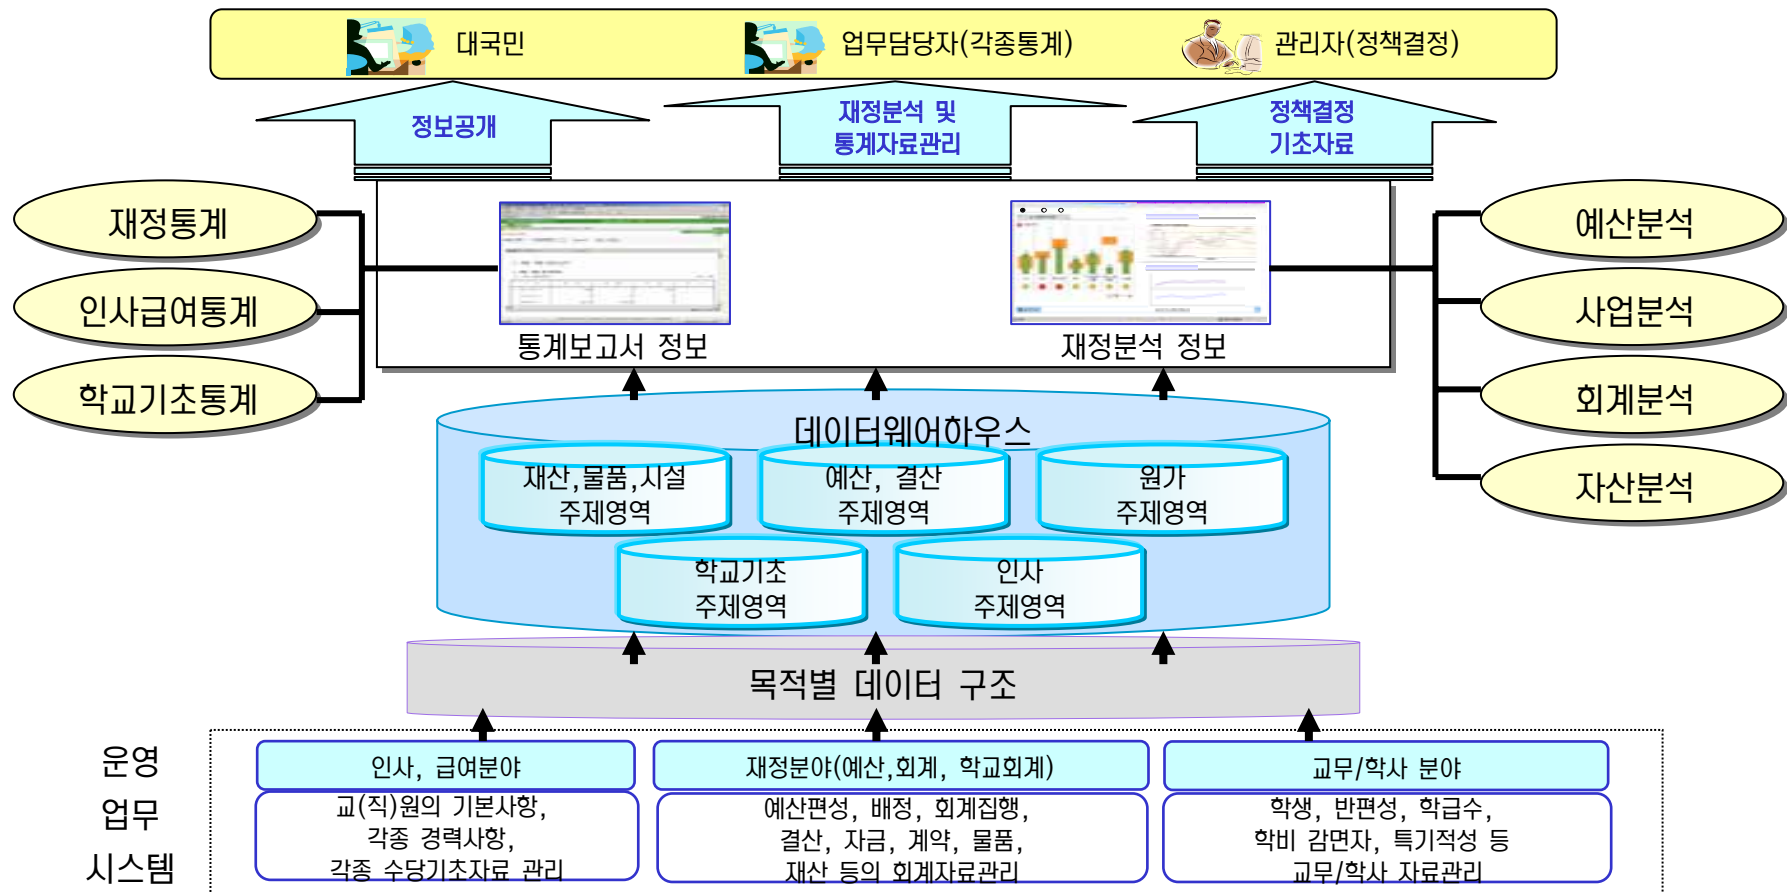 대국민
업무담당자(각종통계)
관리자(정책결정)
정보공개
재정분석 및
통계자료관리
정책결정
기초자료
재정통계
인사급여통계
학교기초통계
통계보고서 정보
재정분석 정보
예산분석
사업분석
회계분석
자산분석
데이터웨어하우스
재산,물품,시설
주제영역
예산, 결산
주제영역
원가
주제영역
학교기초
주제영역
인사
주제영역
목적별 데이터 구조
운영
업무
시스템
인사, 급여분야
교(직)원의 기본사항,
각종 경력사항,
각종 수당기초자료 관리
재정분야(예산,회계, 학교회계)
예산편성, 배정, 회계집행,
결산, 자금, 계약, 물품,
재산 등의 회계자료관리
교무/학사 분야
학생, 반편성, 학급수,
학비 감면자, 특기적성 등
교무/학사 자료관리